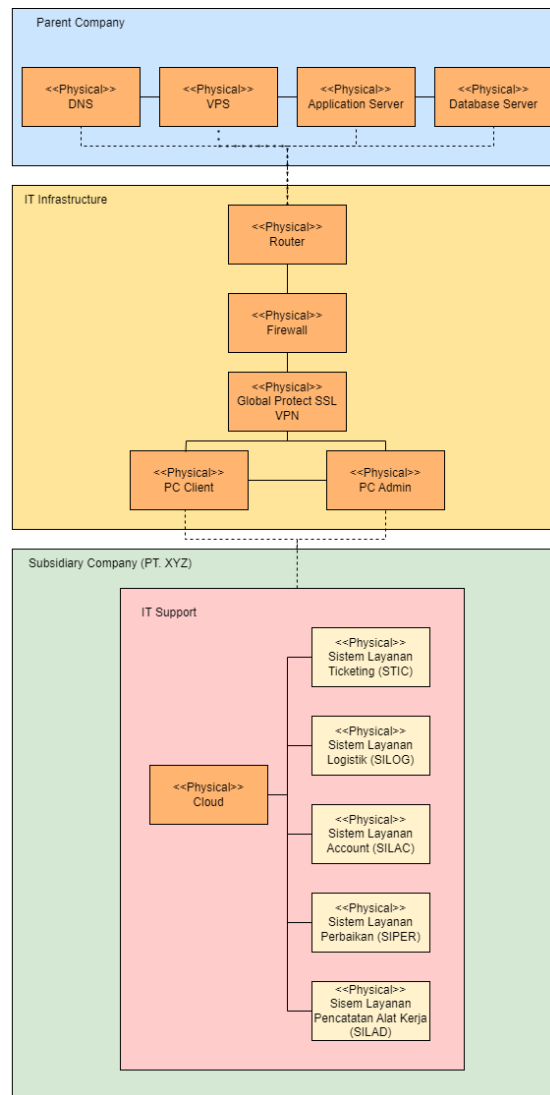 Parent Company
<<Physical>>
DNS
<<Physical>>
VPS
<<Physical>>
Application Server
<<Physical>>
Database Server
IT Infrastructure
<<Physical>>
Router
<<Physical>>
Firewall
<<Physical>>
Global Protect SSL
VPN
<<Physical>>
PC Client
<<Physical>>
PC Admin
Subsidiary Company (PT. XYZ)
IT Support
<<Physical>>
Sistem Layanan
Ticketing (STIC)
<<Physical>>
Sistem Layanan
Logistik (SILOG)
<<Physical>>
Cloud
<<Physical>>
Sistem Layanan
Account (SILAC)
<<Physical>>
Sistem Layanan
Perbaikan (SIPER)
<<Physical>>
Sisem Layanan
Pencatatan Alat Kerja
(SILAD)